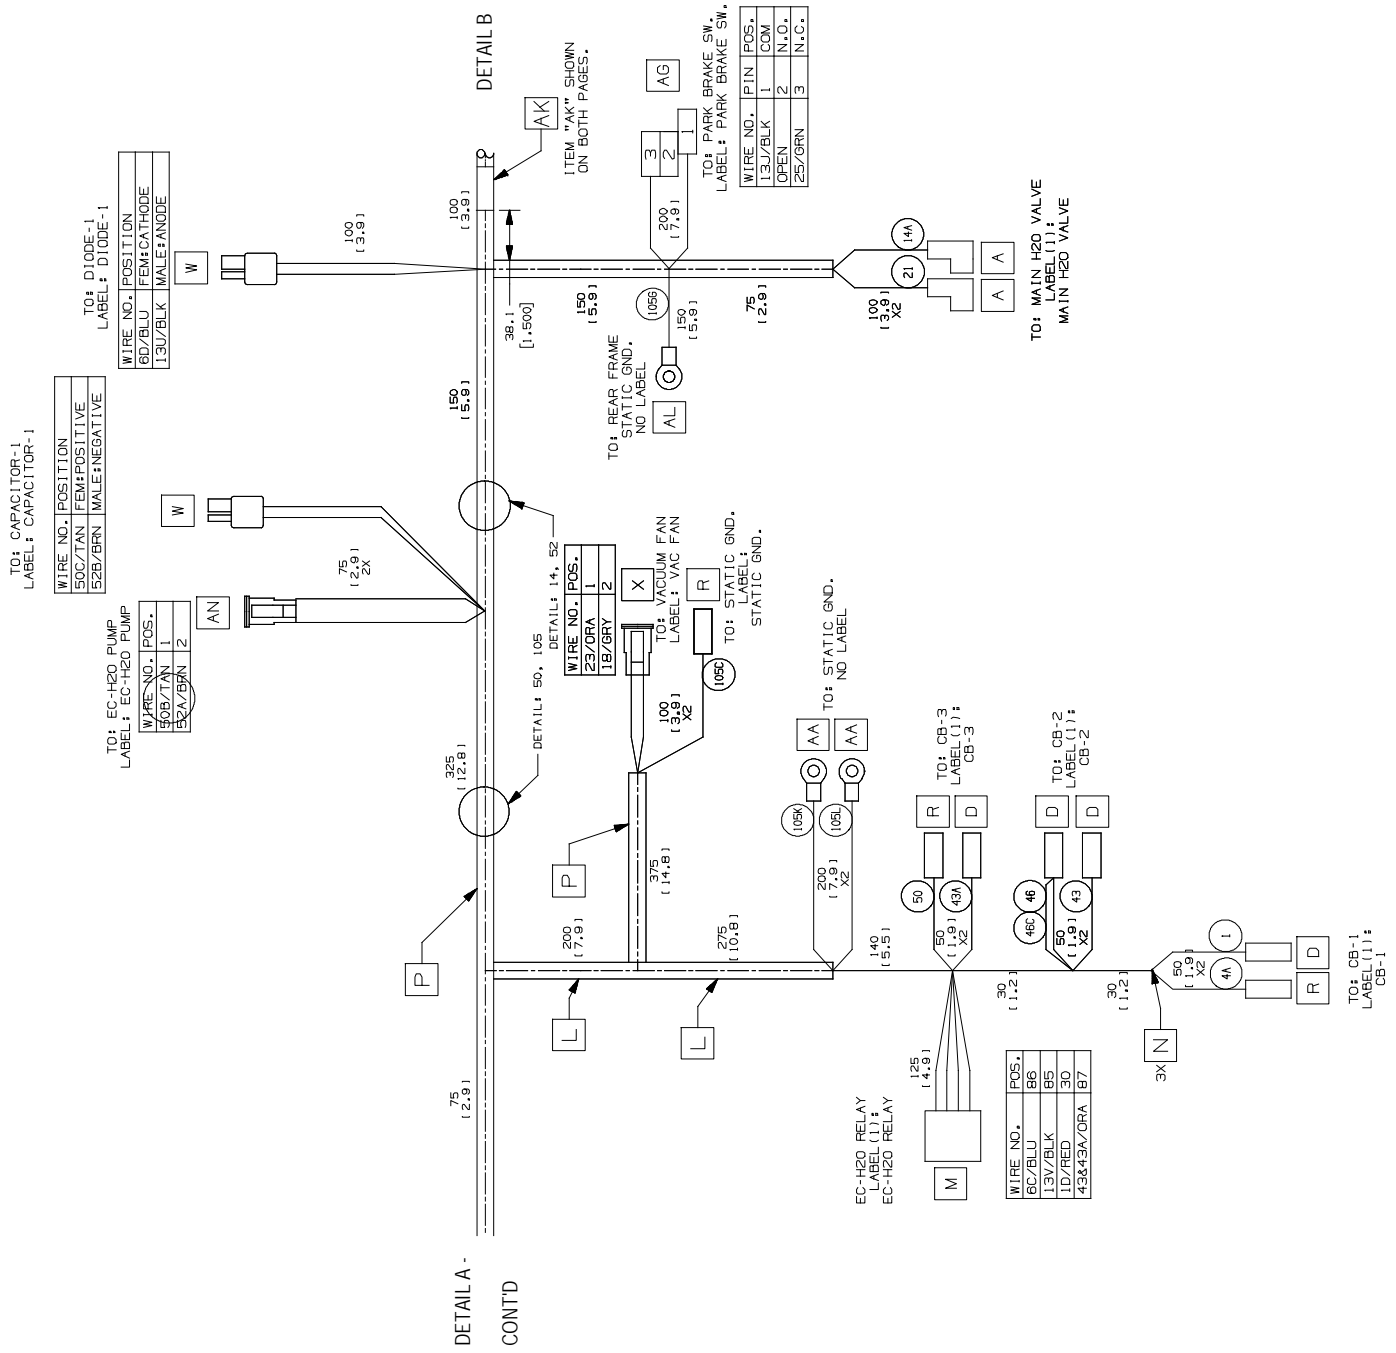 TO: CAPACITOR-1
LABEL: CAPACITOR-1
WIRE NO. POSITION
50C/TAN FEM:POSITIVE
52B/BRN MALE:NEGATIVE
W
75
[2.9]
2X
TO: EC-H2O PUMP
LABEL: EC-H2O PUMP
WIRE NO. POS.
50B/TAN 1
52A/BRN 2
AN
TO: DIODE-1
LABEL: DIODE-1
WIRE NO. POSITION
6D/BLU FEM:CATHODE
13U/BLK MALE:ANODE
W
100
[3.9]
DETAIL A -
CONT'D
75
[2.9]
P
325
[12.8]
150
[5.9]
100
[3.9]
DETAIL B
AK
ITEM "AK" SHOWN
ON BOTH PAGES.
38.1
[1.500]
DETAIL: 50, 105
DETAIL: 14, 52
L
200
[7.9]
L
275
[10.8]
P
375
[14.8]
WIRE NO. POS.
23/ORA 1
18/GRY 2
X
TO: VACUUM FAN
LABEL: VAC FAN
100
[3.9]
X2
105C
R
TO: STATIC GND.
LABEL:
STATIC GND.
150
[5.9]
105G
150
[5.9]
TO: REAR FRAME
STATIC GND.
NO LABEL
AL
200
[7.9]
3
2
1
AG
TO: PARK BRAKE SW.
LABEL: PARK BRAKE SW.
WIRE NO. PIN POS.
13J/BLK 1 COM
OPEN 2 N.O.
25/GRN 3 N.C.
75
[2.9]
100
[3.9]
X2
21
14A
A
A
TO: MAIN H2O VALVE
LABEL(1):
MAIN H2O VALVE
105K
105L
200
[7.9]
X2
AA
AA
TO: STATIC GND.
NO LABEL
140
[5.5]
EC-H2O RELAY
LABEL(1):
EC-H2O RELAY
M
125
[4.9]
WIRE NO. POS.
6C/BLU 86
13V/BLK 85
1D/RED 30
43&43A/ORA 87
50
43A
50
[1.9]
X2
R
D
TO: CB-3
LABEL(1):
CB-3
30
[1.2]
46C
46
43
50
[1.9]
X2
D
D
TO: CB-2
LABEL(1):
CB-2
30
[1.2]
3X
N
50
[1.9]
X2
4A
1
R
D
TO: CB-1
LABEL(1):
CB-1